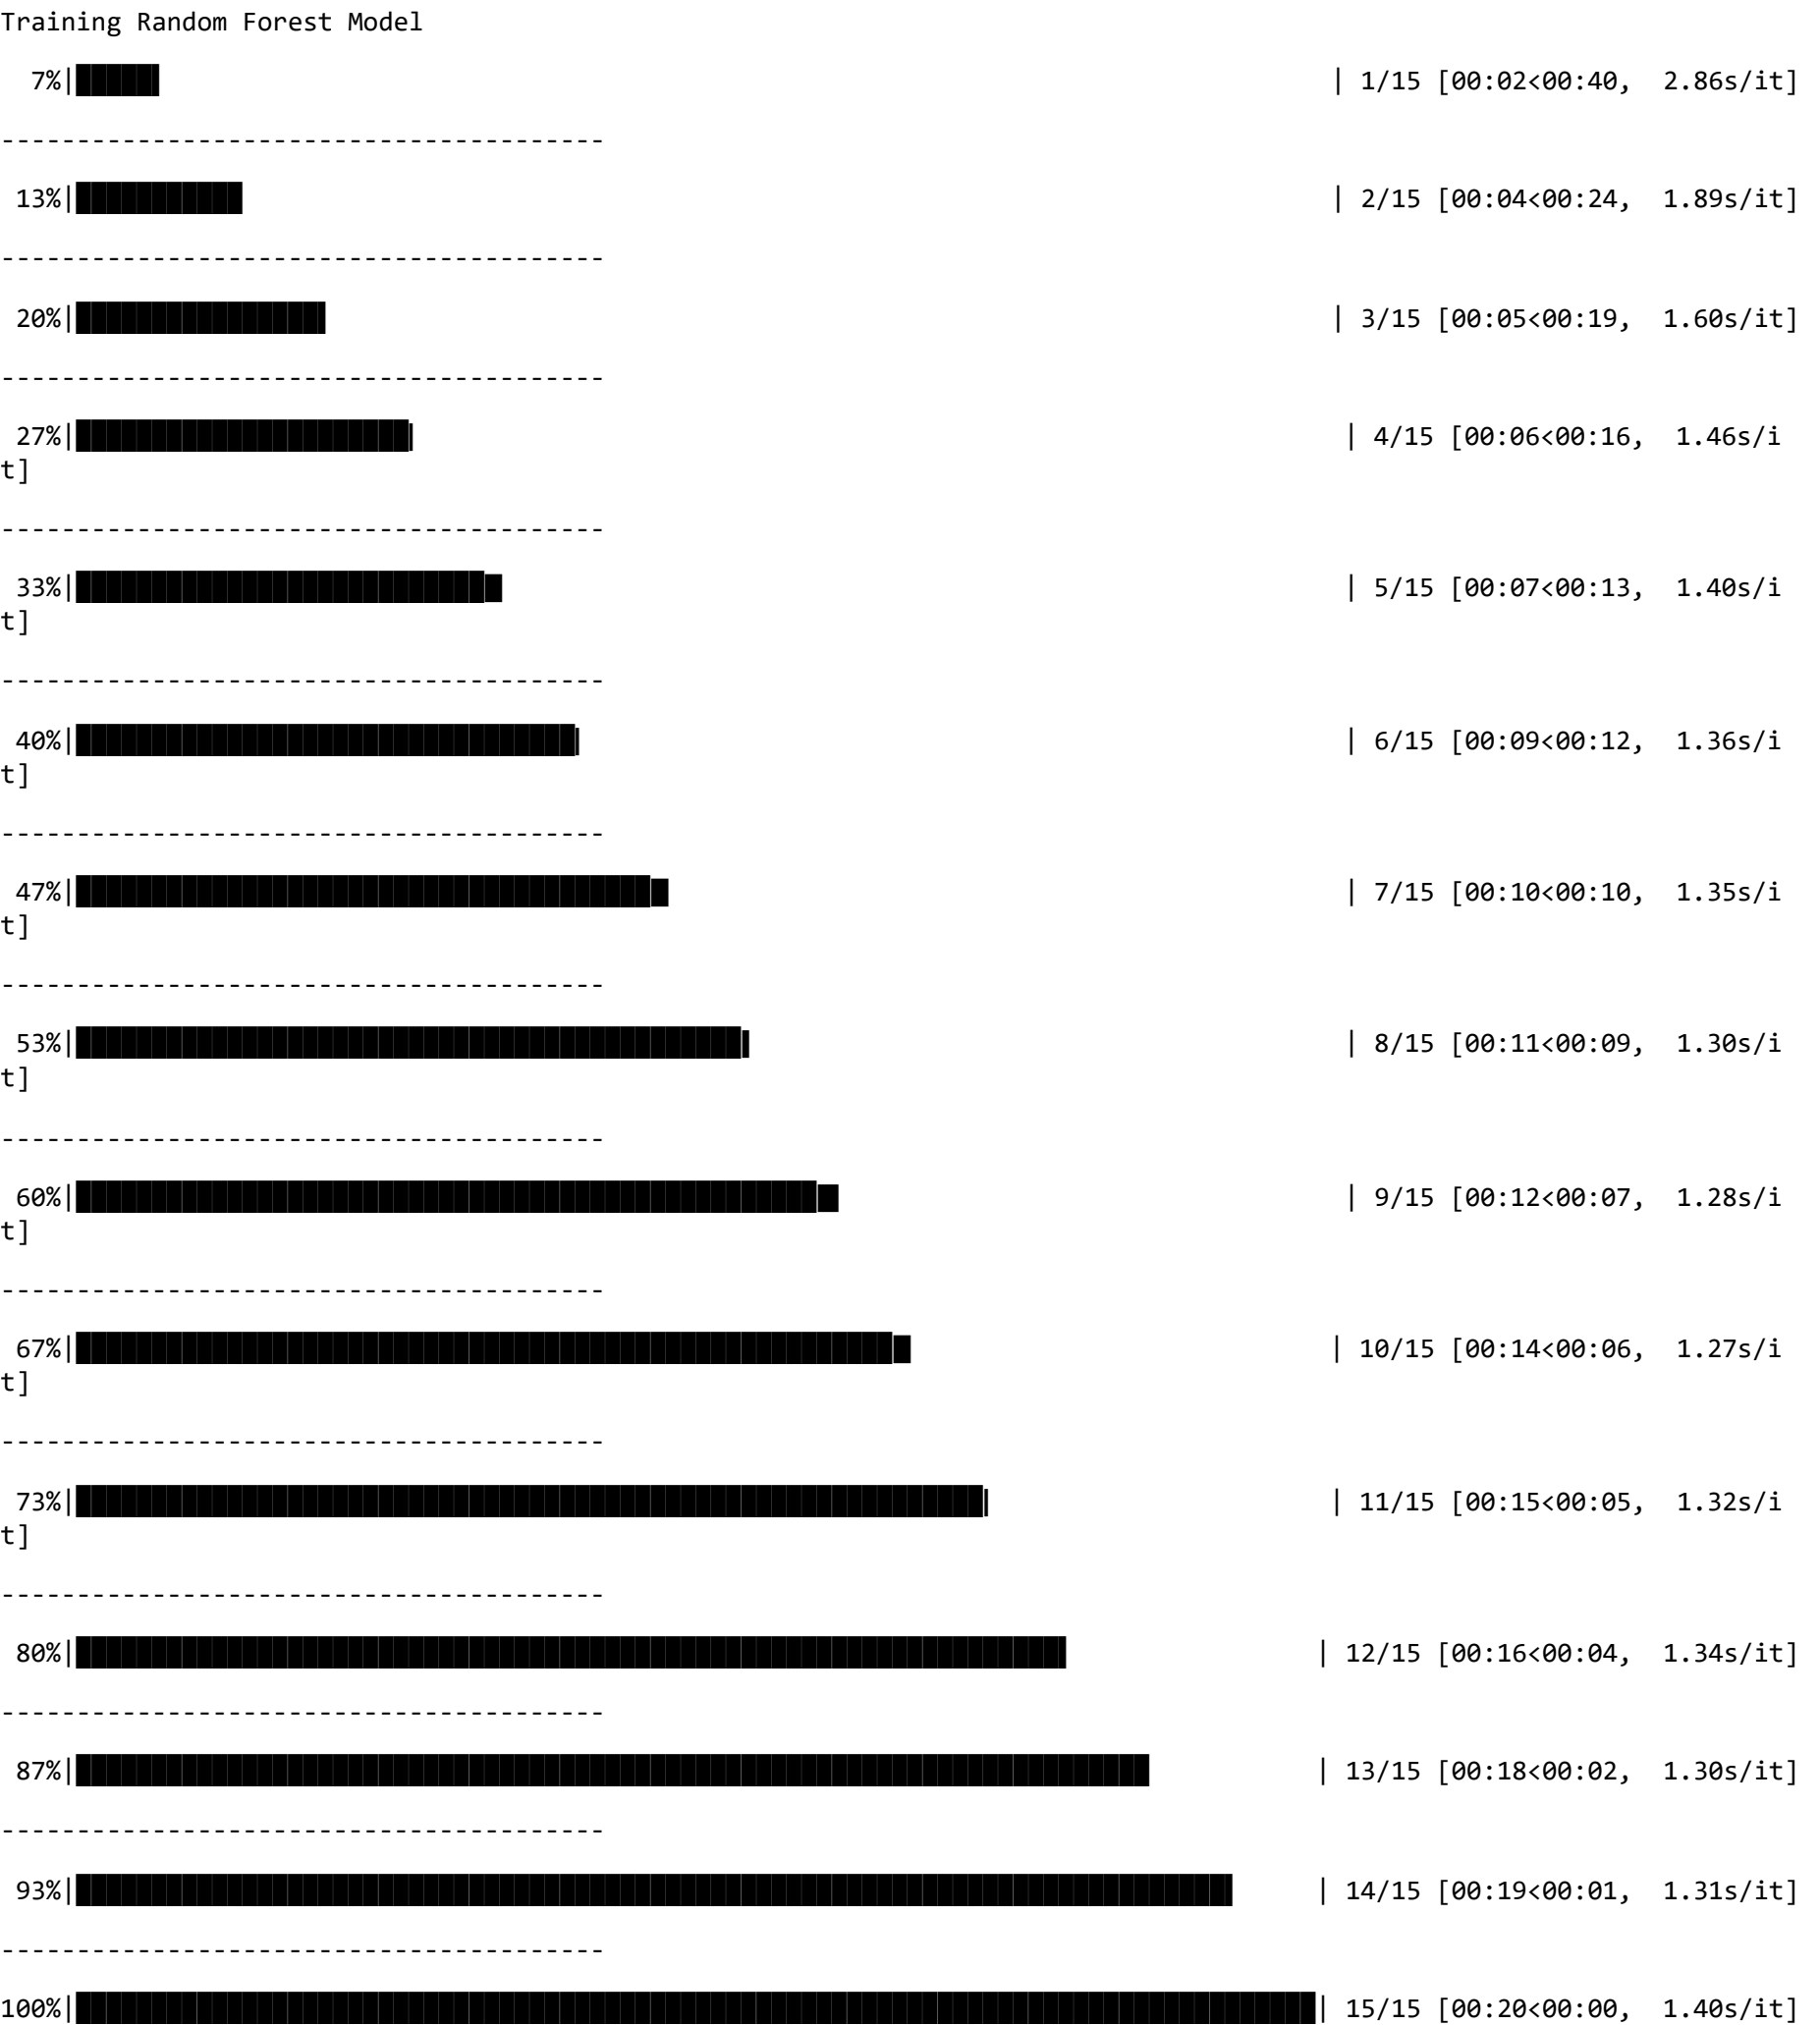 Training Random Forest Model
7%|█████▍ | 1/15 [00:02<00:40, 2.86s/it]
----------------------------------------
13%|███████████ | 2/15 [00:04<00:24, 1.89s/it]
----------------------------------------
20%|████████████████▌ | 3/15 [00:05<00:19, 1.60s/it]
----------------------------------------
27%|██████████████████████▎ | 4/15 [00:06<00:16, 1.46s/i
t]
----------------------------------------
33%|███████████████████████████▉ | 5/15 [00:07<00:13, 1.40s/i
t]
----------------------------------------
40%|█████████████████████████████████▎ | 6/15 [00:09<00:12, 1.36s/i
t]
----------------------------------------
47%|██████████████████████████████████████▉ | 7/15 [00:10<00:10, 1.35s/i
t]
----------------------------------------
53%|████████████████████████████████████████████▌ | 8/15 [00:11<00:09, 1.30s/i
t]
----------------------------------------
60%|█████████████████████████████████████████████████▉ | 9/15 [00:12<00:07, 1.28s/i
t]
----------------------------------------
67%|██████████████████████████████████████████████████████▉ | 10/15 [00:14<00:06, 1.27s/i
t]
----------------------------------------
73%|████████████████████████████████████████████████████████████▎ | 11/15 [00:15<00:05, 1.32s/i
t]
----------------------------------------
80%|█████████████████████████████████████████████████████████████████▌ | 12/15 [00:16<00:04, 1.34s/it]
----------------------------------------
87%|███████████████████████████████████████████████████████████████████████ | 13/15 [00:18<00:02, 1.30s/it]
----------------------------------------
93%|████████████████████████████████████████████████████████████████████████████▌ | 14/15 [00:19<00:01, 1.31s/it]
----------------------------------------
100%|██████████████████████████████████████████████████████████████████████████████████| 15/15 [00:20<00:00, 1.40s/it]